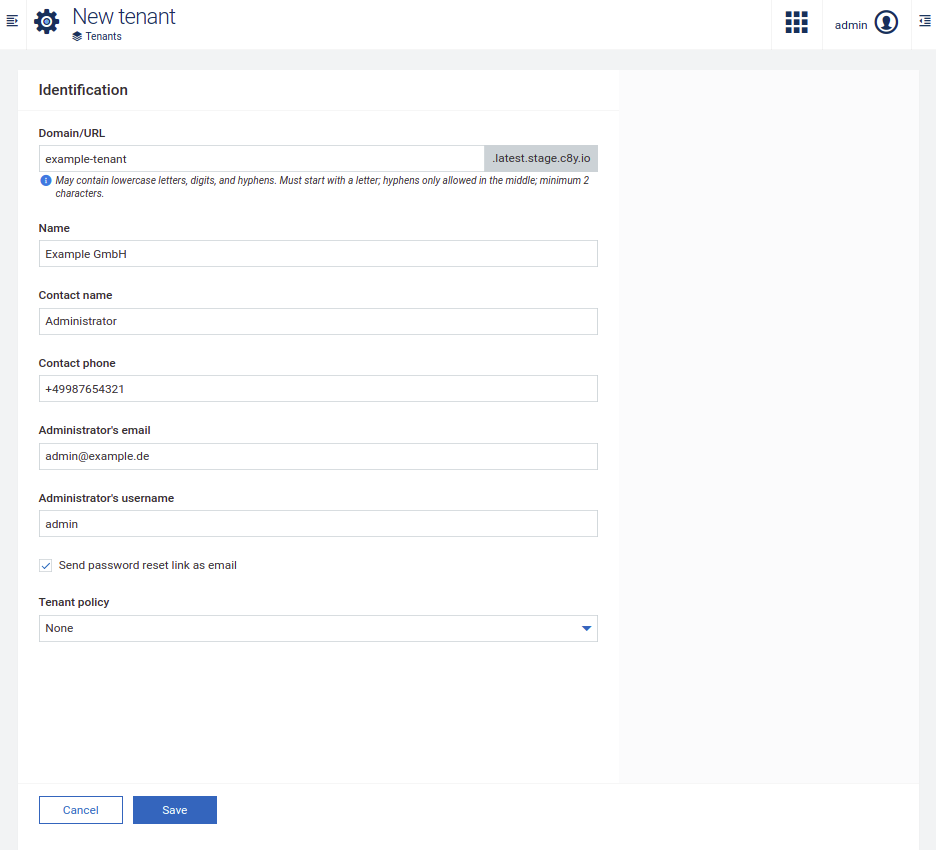 New tenant
Tenants
admin
Identification
Domain/URL
example-tenant
.latest.stage.c8y.io
May contain lowercase letters, digits, and hyphens. Must start with a letter; hyphens only allowed in the middle; minimum 2
characters.
Name
Example GmbH
Contact name
Administrator
Contact phone
+49987654321
Administrator's email
admin@example.de
Administrator's username
admin
Send password reset link as email
Tenant policy
None
Cancel
Save